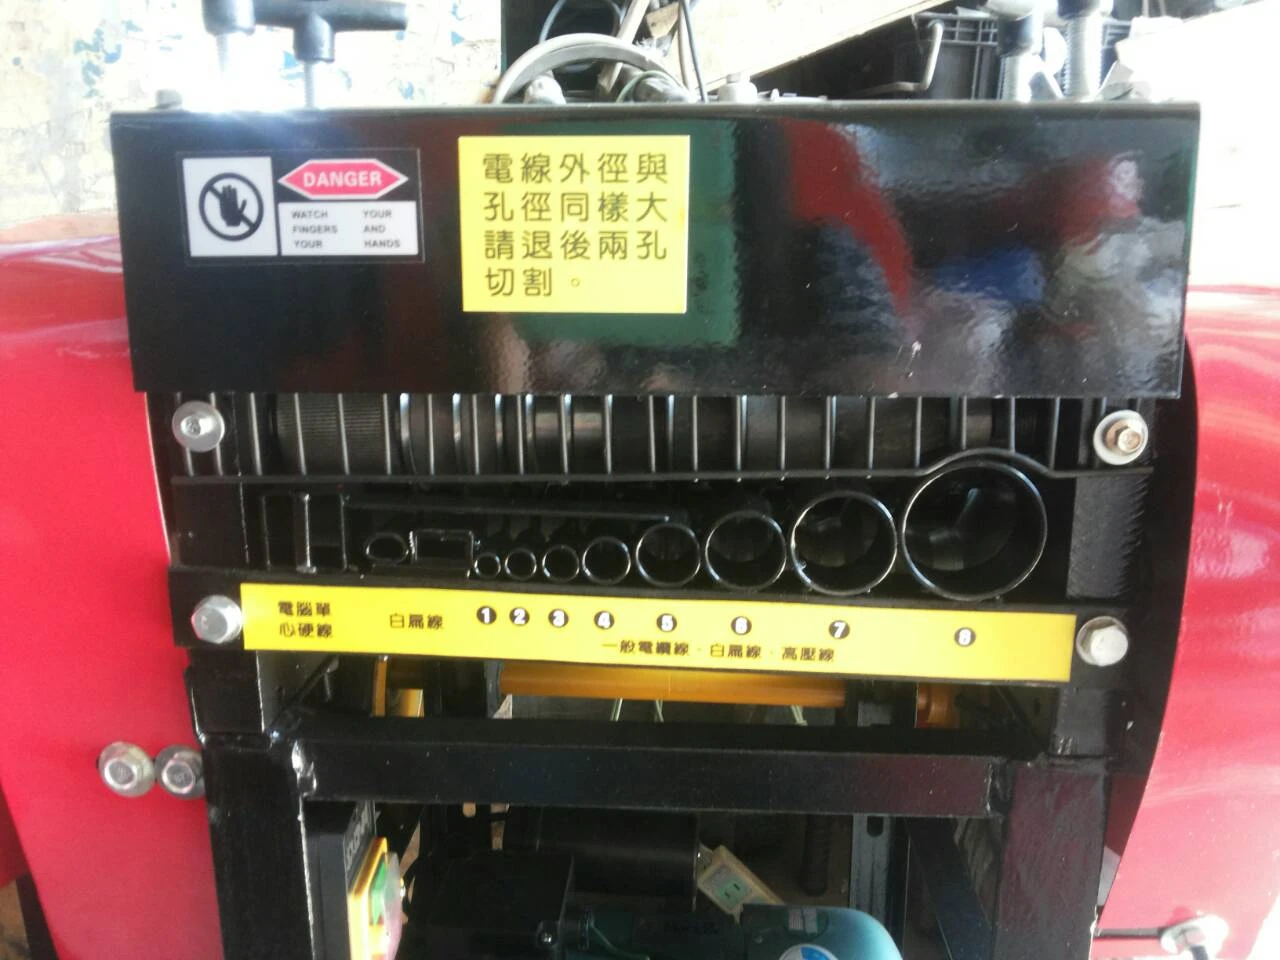 DANGER
WATCH YOUR
FINGERS AND
YOUR HANDS
電線外徑與
孔徑同樣大
請退後兩孔
切割。
電腦單
心硬線
白扁線
1 2 3 4 5 6 7 8
一般電纜線.白扁線.高壓線